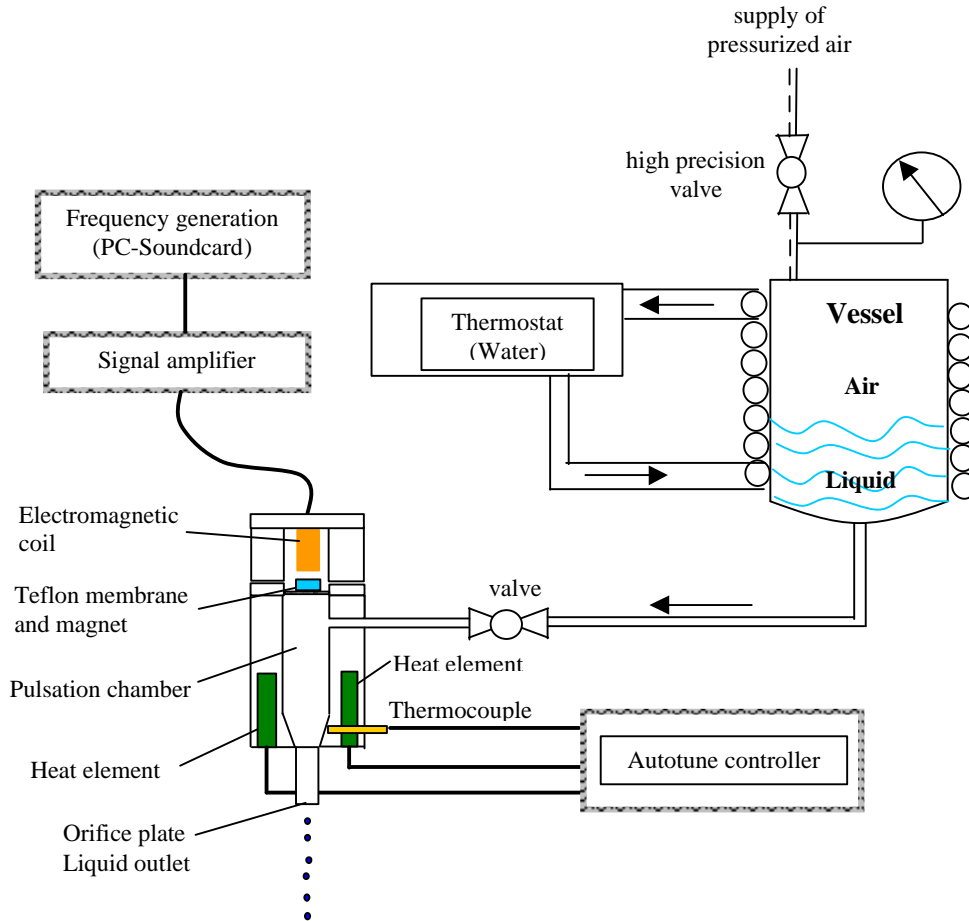 supply of
pressurized air
high precision
valve
Frequency generation
(PC-Soundcard)
Thermostat
(Water)
Vessel
Signal amplifier
Air
Liquid
Electromagnetic
coil
Teflon membrane
and magnet
valve
Pulsation chamber
Heat element
Thermocouple
Heat element
Autotune controller
Orifice plate
Liquid outlet